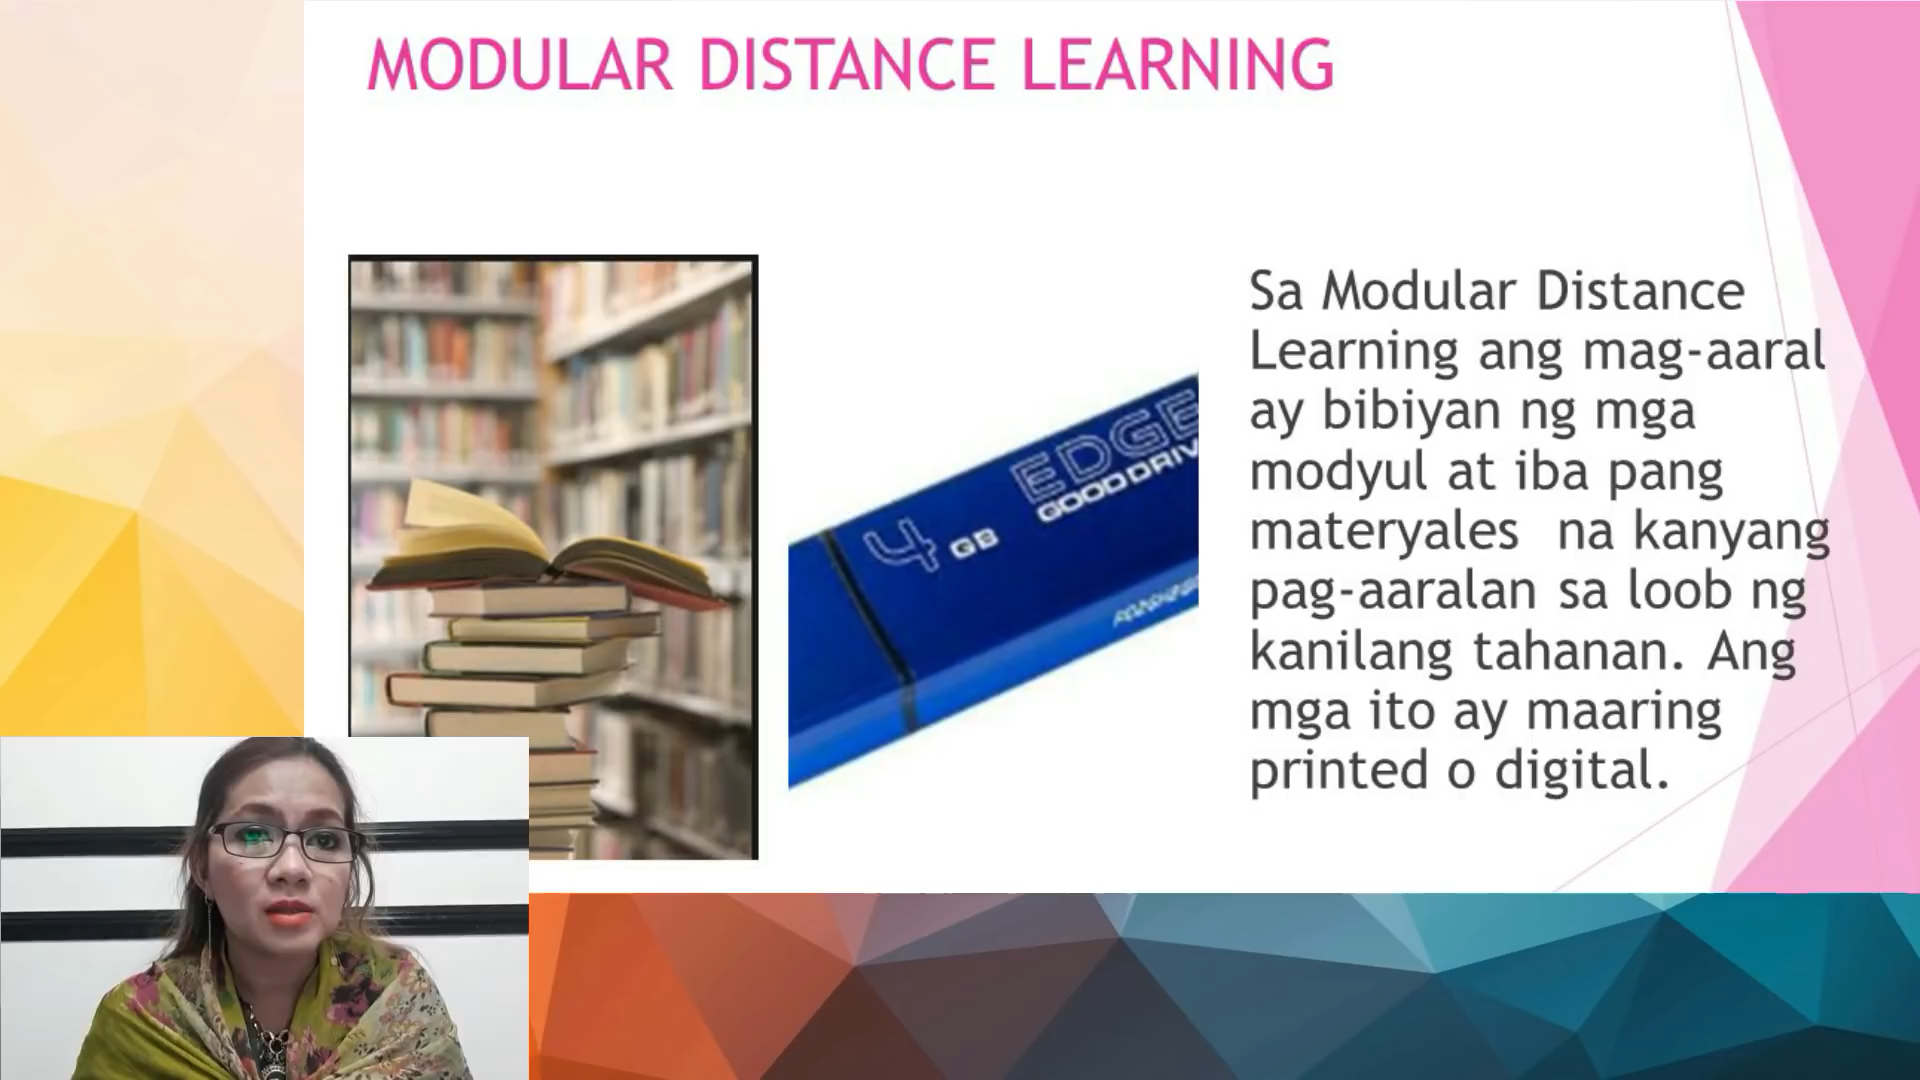 MODULAR DISTANCE LEARNING
EDGE
GOODDRIV
4 GB
Sa Modular Distance
Learning ang mag-aaral
ay bibiyan ng mga
modyul at iba pang
materyales na kanyang
pag-aaralan sa loob ng
kanilang tahanan. Ang
mga ito ay maaring
printed o digital.